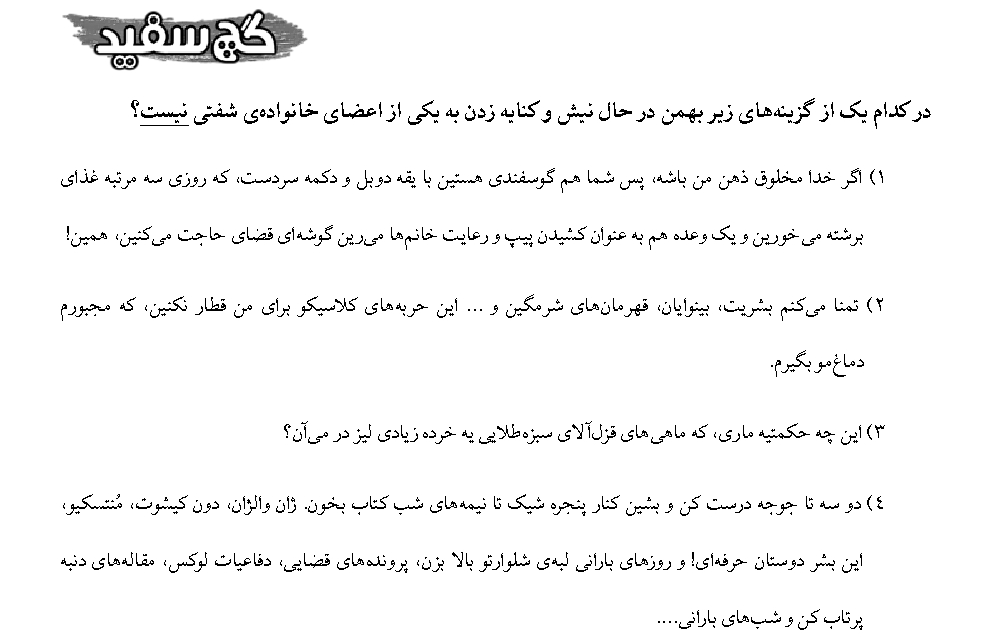 گچ سفید
در کدام یک از گزینه‌های زیر بهمن در حال نیش و کنایه زدن به یکی از اعضای خانواده‌ی شفتی نیست؟
۱) اگر خدا مخلوق ذهن من باشه، پس شما هم گوسفندی هستین با یقه دوبل و دکمه سردست، که روزی سه مرتبه غذای
برشته می‌خورین و یک وعده هم به عنوان کشیدن پیپ و رعایت خانم‌ها می‌رین گوشه‌ای قضای حاجت می‌کنین، همین!
۲) تمنا می‌کنم بشریت، بینوایان، قهرمان‌های شرمگین و ... این حربه‌های کلاسیکو برای من قطار نکنین، که مجبورم
دماغ‌مو بگیرم.
۳) این چه حکمتیه ماری، که ماهی‌های قزل‌آلای سبزه‌طلایی یه خرده زیادی لیز در می‌آن؟
۴) دو سه تا جوجه درست کن و بشین کنار پنجره شیک تا نیمه‌های شب کتاب بخون. ژان والژان، دون کیشوت، مُنتسکیو،
این بشر دوستان حرفه‌ای! و روزهای بارانی لبه‌ی شلوارتو بالا بزن، پرونده‌های قضایی، دفاعیات لوکس، مقاله‌های دنبه
پرتاب کن و شب‌های بارانی....